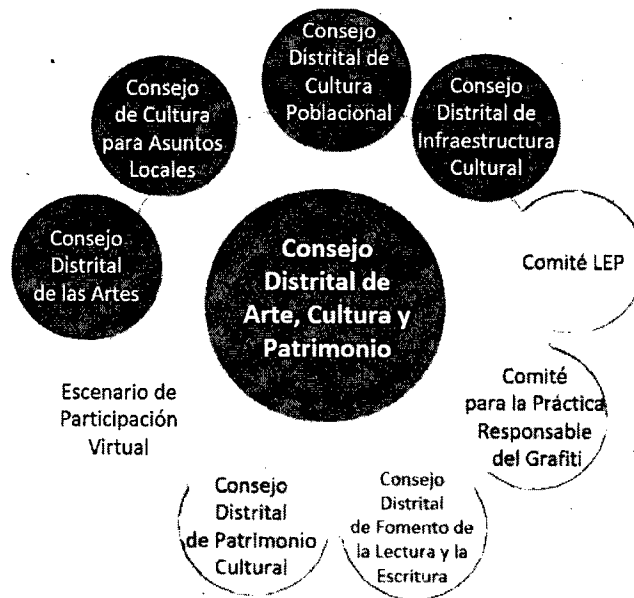 Consejo
Distrital de
Cultura
Poblacional
Consejo
de Cultura
para Asuntos
Locales
Consejo
Distrital de
Infraestructura
Cultural
Consejo
Distrital
de las Artes
Consejo
Distrital de
Arte, Cultura y
Patrimonio
Comité LEP
Escenario de
Participación
Virtual
Comité
para la Práctica
Responsable
del Grafiti
Consejo
Distrital
de Patrimonio
Cultural
Consejo
Distrital
de Fomento de
la Lectura y la
Escritura